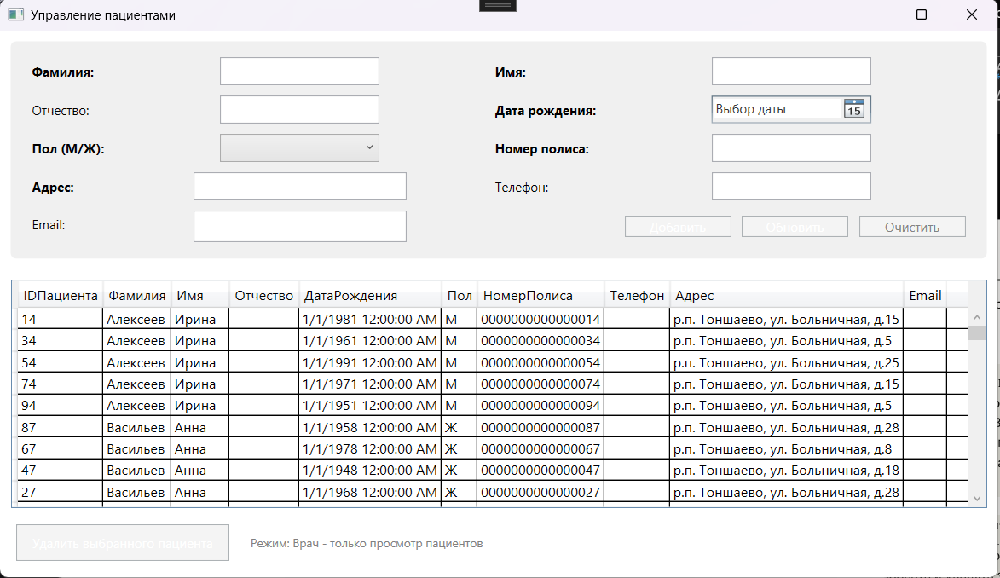 Управление пациентами
Фамилия: Имя:
Отчество: Дата рождения: Выбор даты 15
Пол (М/Ж): Номер полиса:
Адрес: Телефон:
Email: Добавить Обновить Очистить
IDПациента Фамилия Имя Отчество ДатаРождения Пол НомерПолиса Телефон Адрес Email
14 Алексеев Ирина 1/1/1981 12:00:00 AM М 0000000000000014 р.п. Тоншаево, ул. Больничная, д.15
34 Алексеев Ирина 1/1/1961 12:00:00 AM М 0000000000000034 р.п. Тоншаево, ул. Больничная, д.5
54 Алексеев Ирина 1/1/1991 12:00:00 AM М 0000000000000054 р.п. Тоншаево, ул. Больничная, д.25
74 Алексеев Ирина 1/1/1971 12:00:00 AM М 0000000000000074 р.п. Тоншаево, ул. Больничная, д.15
94 Алексеев Ирина 1/1/1951 12:00:00 AM М 0000000000000094 р.п. Тоншаево, ул. Больничная, д.5
87 Васильев Анна 1/1/1958 12:00:00 AM Ж 0000000000000087 р.п. Тоншаево, ул. Больничная, д.28
67 Васильев Анна 1/1/1978 12:00:00 AM Ж 0000000000000067 р.п. Тоншаево, ул. Больничная, д.8
47 Васильев Анна 1/1/1948 12:00:00 AM Ж 0000000000000047 р.п. Тоншаево, ул. Больничная, д.18
27 Васильев Анна 1/1/1968 12:00:00 AM Ж 0000000000000027 р.п. Тоншаево, ул. Больничная, д.28
Удалить выбранного пациента Режим: Врач - только просмотр пациентов